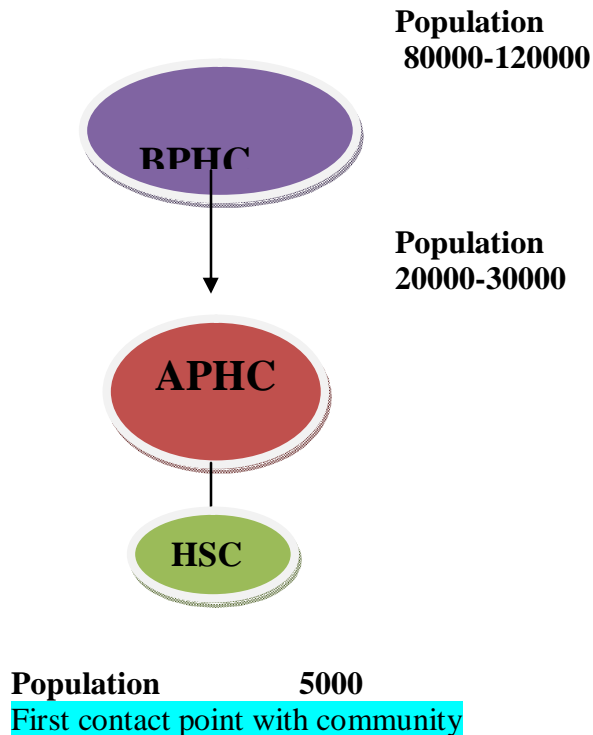 Population
80000-120000
BPHC
Population
20000-30000
APHC
HSC
Population 5000
First contact point with community